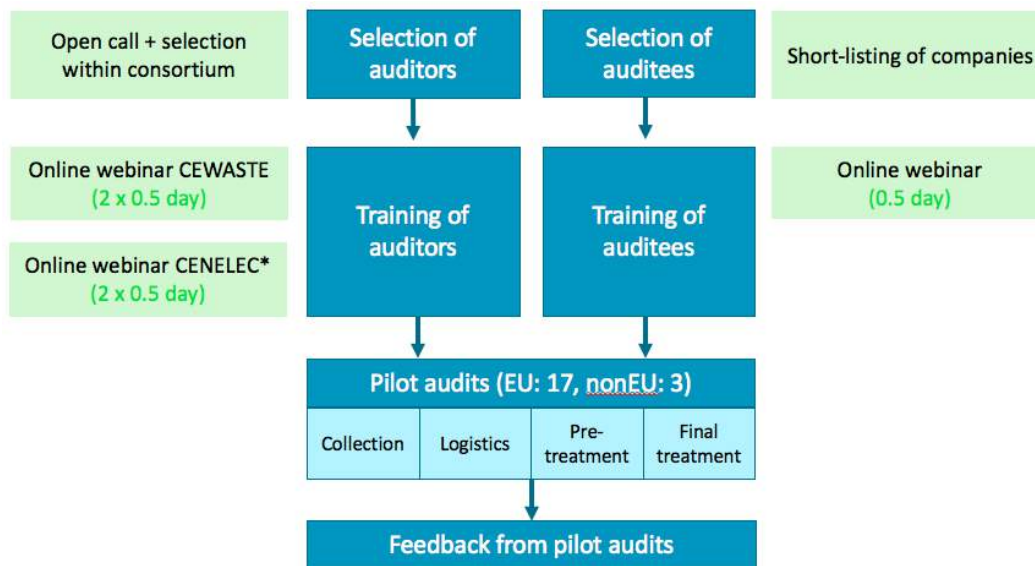 Open call + selection
within consortium
Selection of
auditors
Selection of
auditees
Short-listing of companies
Online webinar CEWASTE
(2 x 0.5 day)
Online webinar CENELEC*
(2 x 0.5 day)
Training of
auditors
Training of
auditees
Online webinar
(0.5 day)
Pilot audits (EU: 17, nonEU: 3)
Collection
Logistics
Pre-
treatment
Final
treatment
Feedback from pilot audits